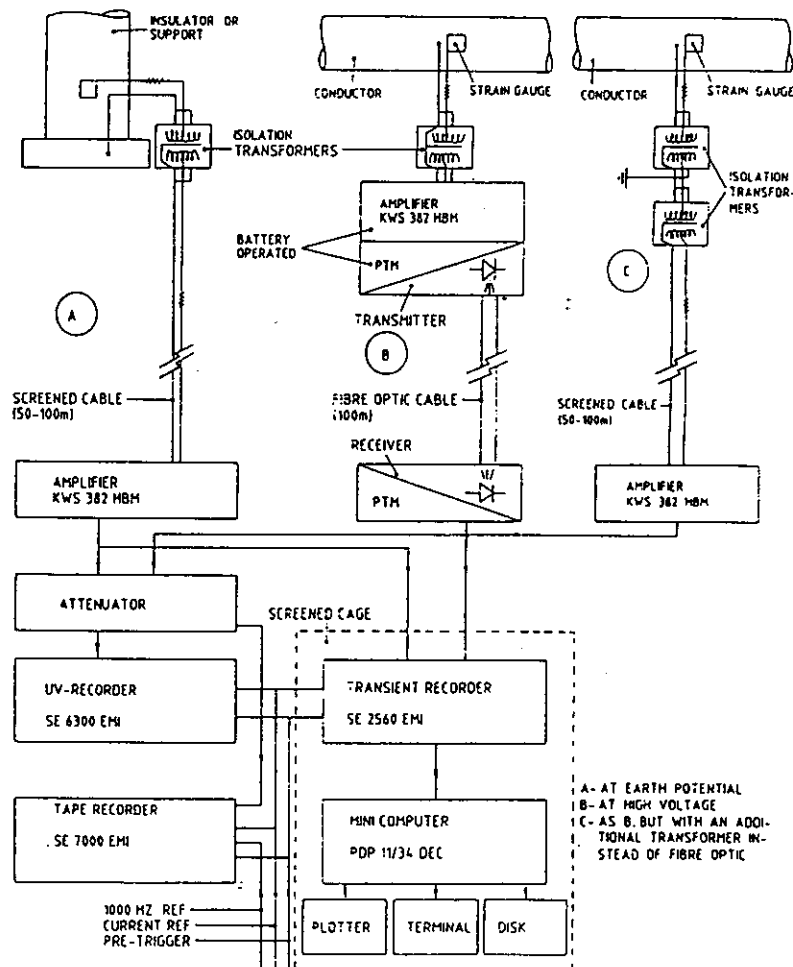 INSULATOR OR
SUPPORT
CONDUCTOR
STRAIN GAUGE
CONDUCTOR
STRAIN GAUGE
ISOLATION
TRANSFORMERS
ISOLATION
TRANSFOR-
MERS
AMPLIFIER
KWS 382 HBM
BATTERY
OPERATED
PTM
TRANSMITTER
A
B
C
SCREENED CABLE
(50-100m)
FIBRE OPTIC CABLE
(100m)
SCREENED CABLE
(50-100m)
RECEIVER
AMPLIFIER
KWS 382 HBM
PTM
AMPLIFIER
KWS 382 HBM
ATTENUATOR
SCREENED CAGE
UV-RECORDER
SE 6300 EMI
TRANSIENT RECORDER
SE 2560 EMI
TAPE RECORDER
SE 7000 EMI
MINI COMPUTER
PDP 11/34 DEC
A- AT EARTH POTENTIAL
B- AT HIGH VOLTAGE
C- AS B, BUT WITH AN ADDI-
TIONAL TRANSFORMER IN-
STEAD OF FIBRE OPTIC
PLOTTER
TERMINAL
DISK
1000 HZ REF
CURRENT REF
PRE-TRIGGER